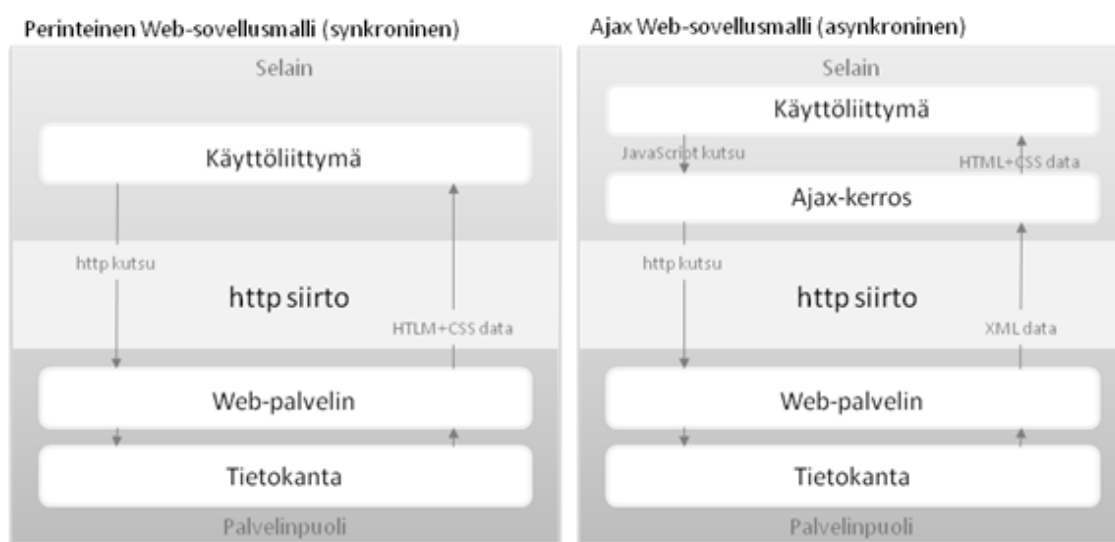 Perinteinen Web-sovellusmalli (synkroninen)
Selain
Käyttöliittymä
http kutsu
http siirto
HTLM+CSS data
Web-palvelin
Tietokanta
Palvelinpuoli
Ajax Web-sovellusmalli (asynkroninen)
Selain
Käyttöliittymä
JavaScript kutsu
HTML+CSS data
Ajax-kerros
http kutsu
http siirto
XML data
Web-palvelin
Tietokanta
Palvelinpuoli